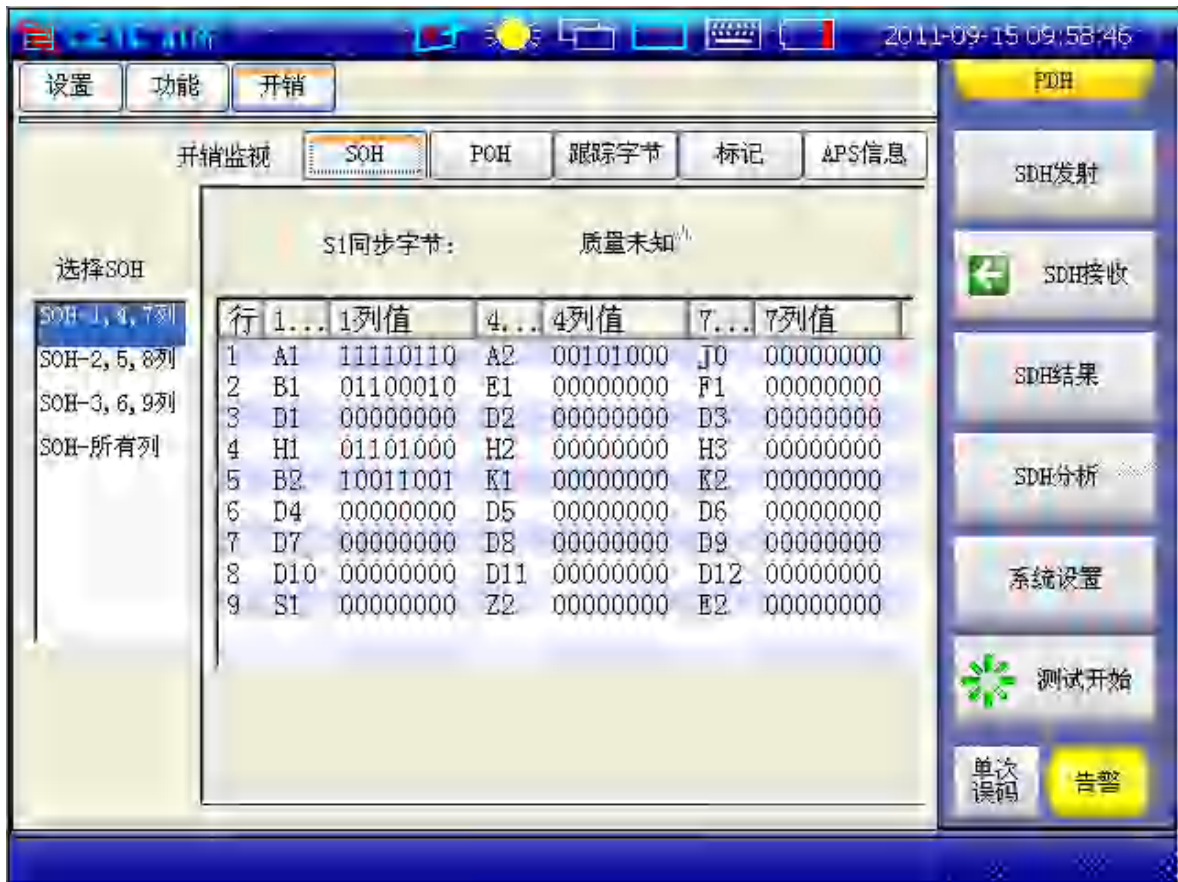 2011-09-15 09:58:46
设置 功能 开销
PDH
开销监视 SOH POH 跟踪字节 标记 APS信息
SDH发射
S1同步字节： 质量未知
选择SOH
SDH接收
SOH-1,4,7列
SOH-2,5,8列
SOH-3,6,9列
SOH-所有列
行 1... 1列值 4... 4列值 7... 7列值
1 A1 11110110 A2 00101000 J0 00000000
2 B1 01100010 E1 00000000 F1 00000000
3 D1 00000000 D2 00000000 D3 00000000
4 H1 01101000 H2 00000000 H3 00000000
5 B2 10011001 K1 00000000 K2 00000000
6 D4 00000000 D5 00000000 D6 00000000
7 D7 00000000 D8 00000000 D9 00000000
8 D10 00000000 D11 00000000 D12 00000000
9 S1 00000000 Z2 00000000 E2 00000000
SDH结果
SDH分析
系统设置
测试开始
单次误码
告警